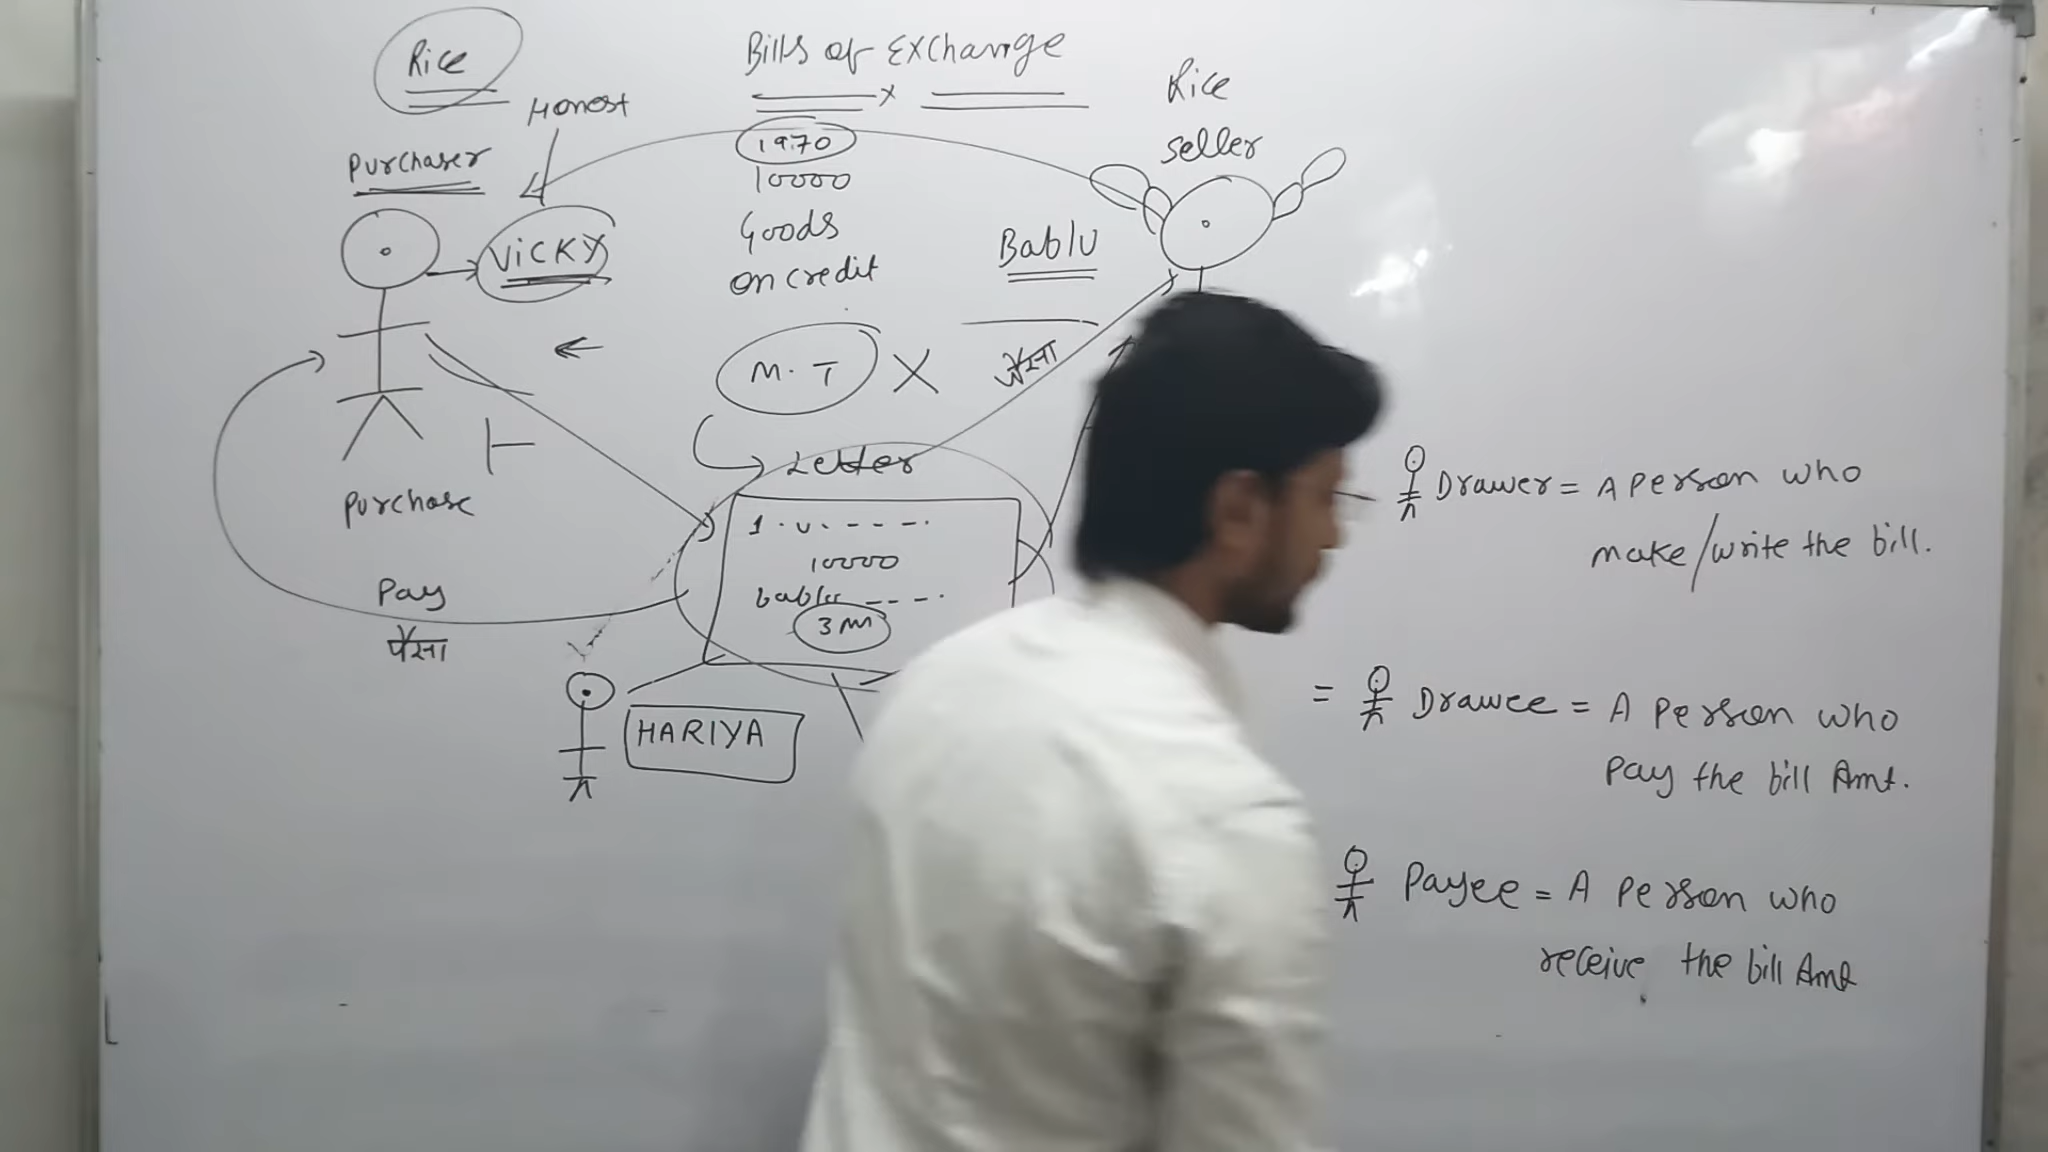 Rice
Honest
Purchaser
VICKY
Purchase
Pay
पैसा
Bills of Exchange
1970
10000
Goods
on credit
M. T
Letter
1. v. - - - -.
10000
bablu - - - -.
3 m
HARIYA
Rice
seller
Bablu
पैसा
Drawer = A person who
make/write the bill.
= Drawee = A person who
pay the bill Amt.
Payee = A person who
receive the bill Amt